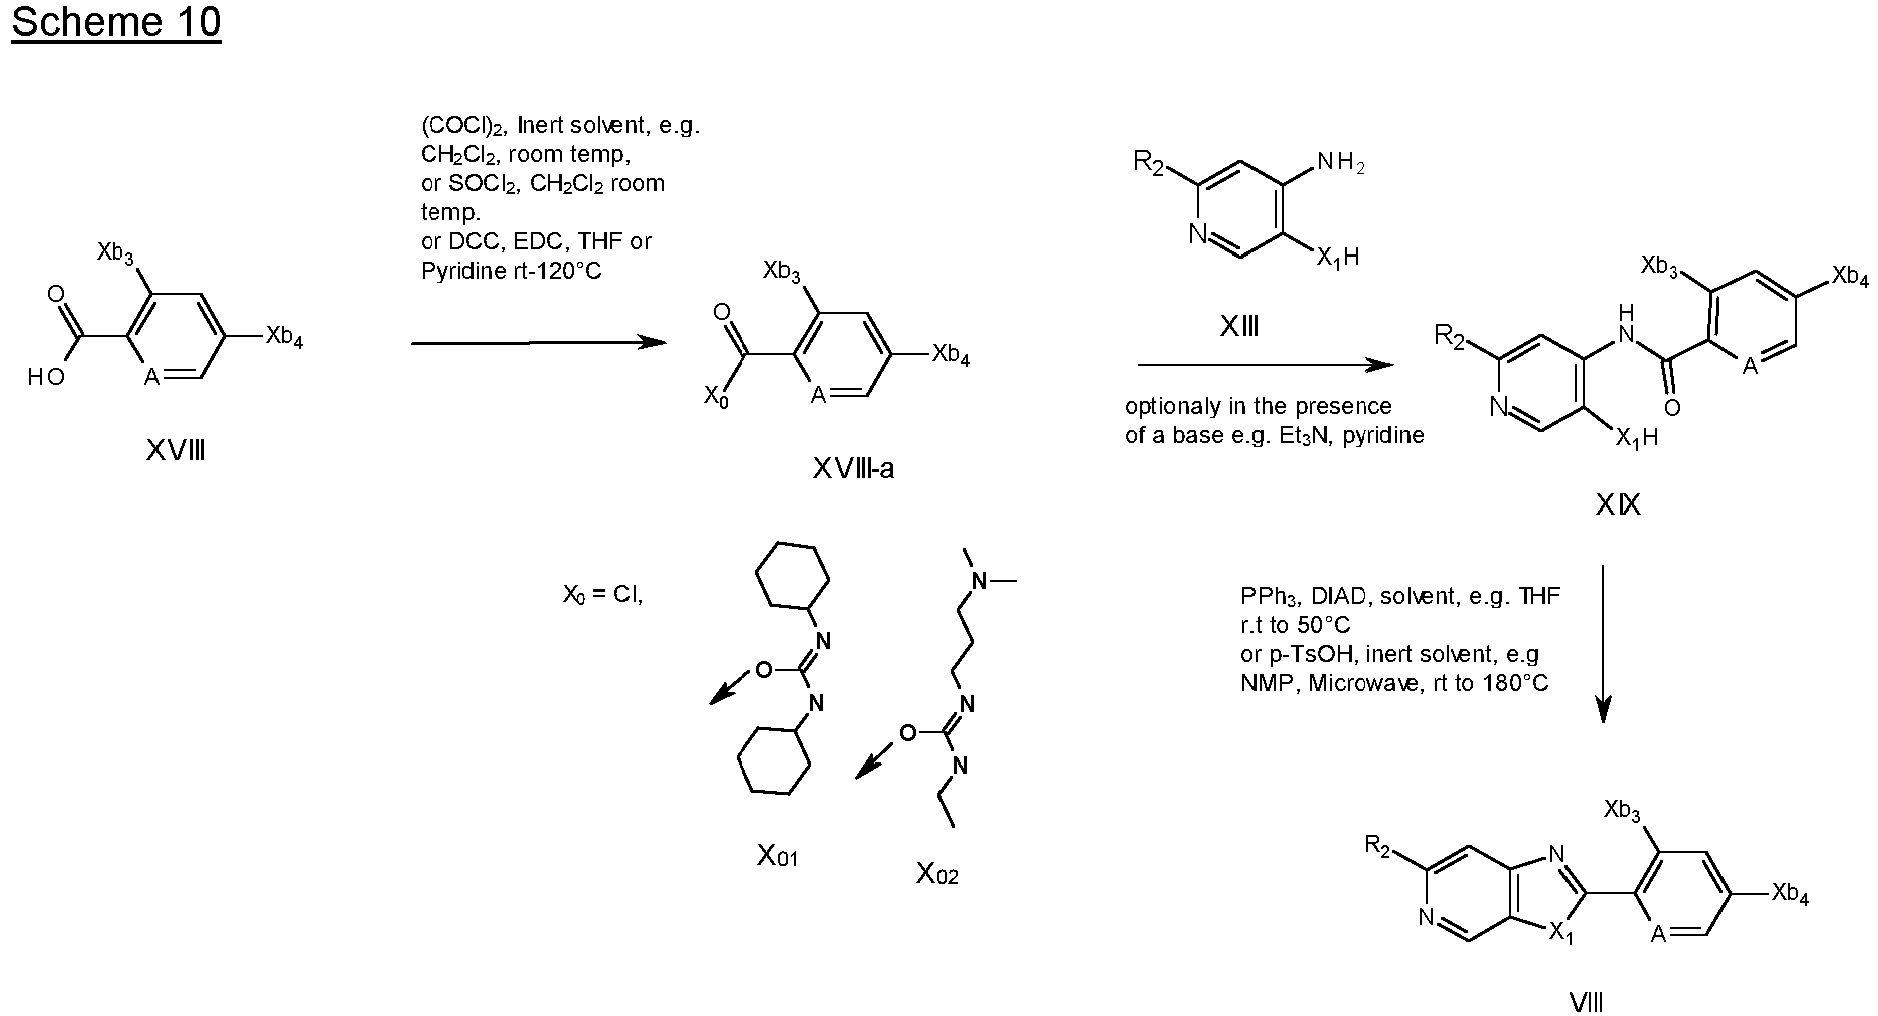 Scheme 10
(COCl)2, Inert solvent, e.g.
CH2Cl2, room temp,
or SOCl2, CH2Cl2 room
temp.
or DCC, EDC, THF or
Pyridine rt-120°C
Xb3
O
HO
A
Xb4
XVIII
Xb3
O
X0
A
Xb4
XVIII-a
R2
NH2
N
X1H
XIII
optionaly in the presence
of a base e.g. Et3N, pyridine
Xb3
Xb4
H
N
R2
A
N
O
X1H
XIX
X0 = Cl,
N
O
N
X01
N
N
O
N
X02
PPh3, DIAD, solvent, e.g. THF
r.t to 50°C
or p-TsOH, inert solvent, e.g
NMP, Microwave, rt to 180°C
Xb3
R2
N
Xb4
N
X1
A
VIII